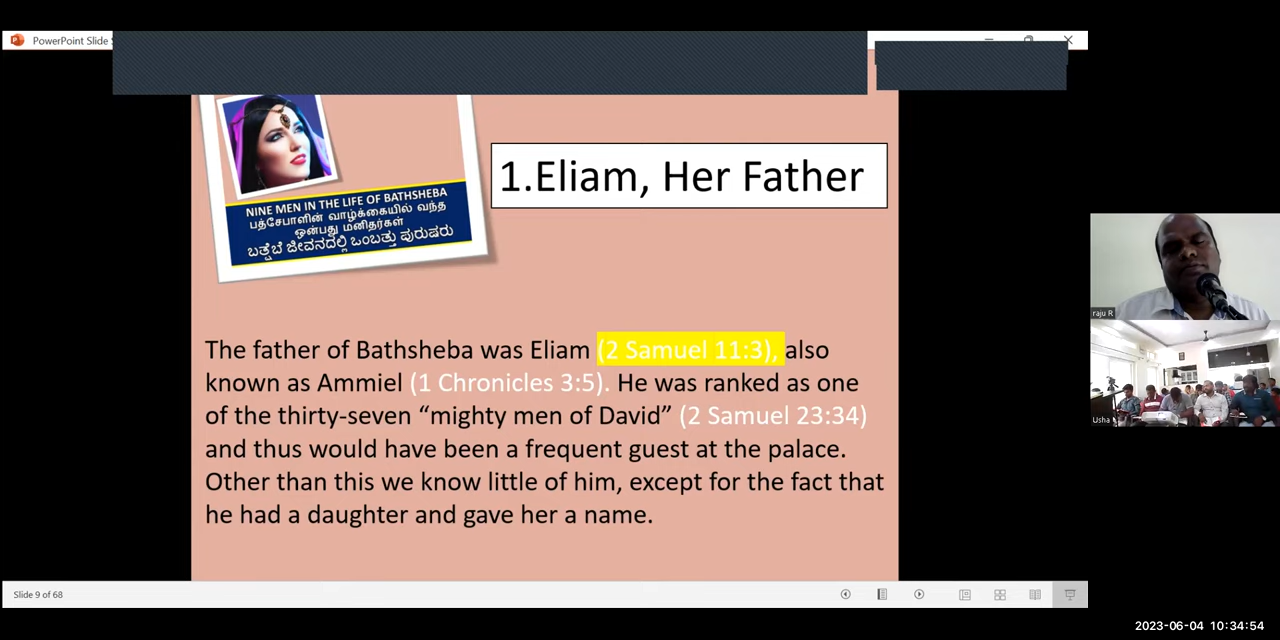 PowerPoint Slide
1.Eliam, Her Father
NINE MEN IN THE LIFE OF BATHSHEBA
பத்சேபாளின் வாழ்க்கையில் வந்த
ஒன்பது மனிதர்கள்
ಬತ್ಷೆಬೆ ಜೀವನದಲ್ಲಿ ಒಂಬತ್ತು ಪುರುಷರು
The father of Bathsheba was Eliam (2 Samuel 11:3), also
known as Ammiel (1 Chronicles 3:5). He was ranked as one
of the thirty-seven “mighty men of David” (2 Samuel 23:34)
and thus would have been a frequent guest at the palace.
Other than this we know little of him, except for the fact that
he had a daughter and gave her a name.
raju R
Usha
Slide 9 of 68
2023-06-04 10:34:54